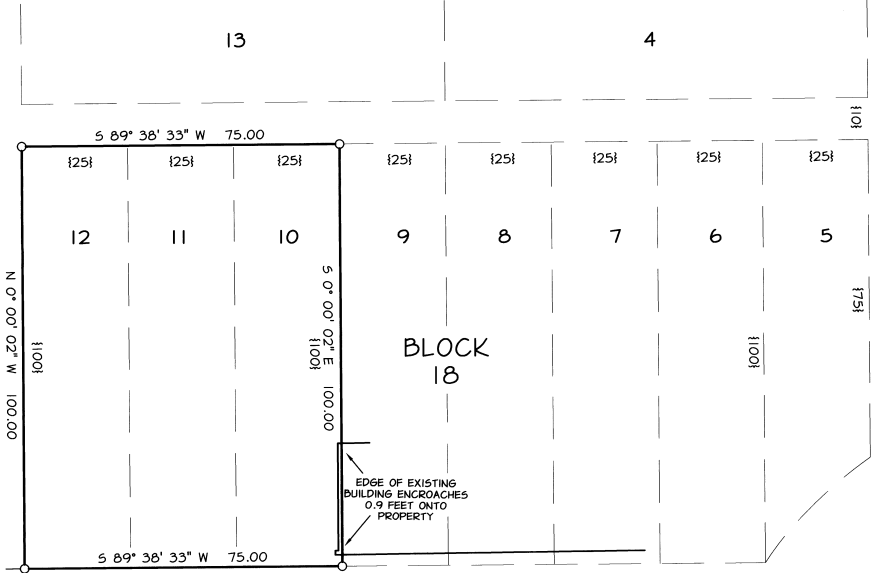 13
4
{10}
S 89° 38' 33" W 75.00
{25}
{25}
{25}
{25}
{25}
{25}
{25}
{25}
12
11
10
9
8
7
6
5
N 0° 00' 02" W 100.00
{100}
S 0° 00' 02" E 100.00
{100}
BLOCK
18
{100}
{75}
EDGE OF EXISTING
BUILDING ENCROACHES
0.9 FEET ONTO
PROPERTY
S 89° 38' 33" W 75.00